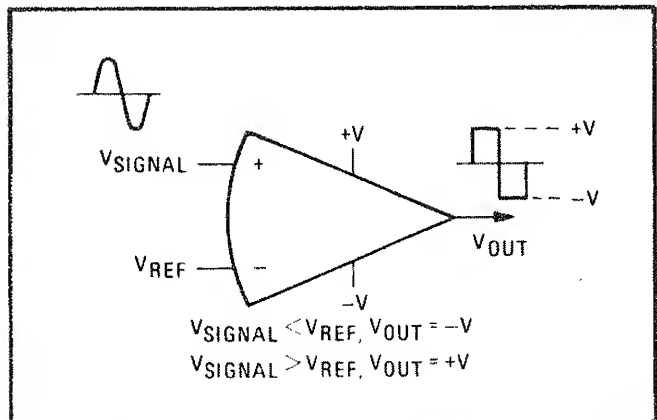 +V
+V
VSIGNAL
+
-V
VOUT
VREF
-
-V
VSIGNAL < VREF, VOUT = -V
VSIGNAL > VREF, VOUT = +V